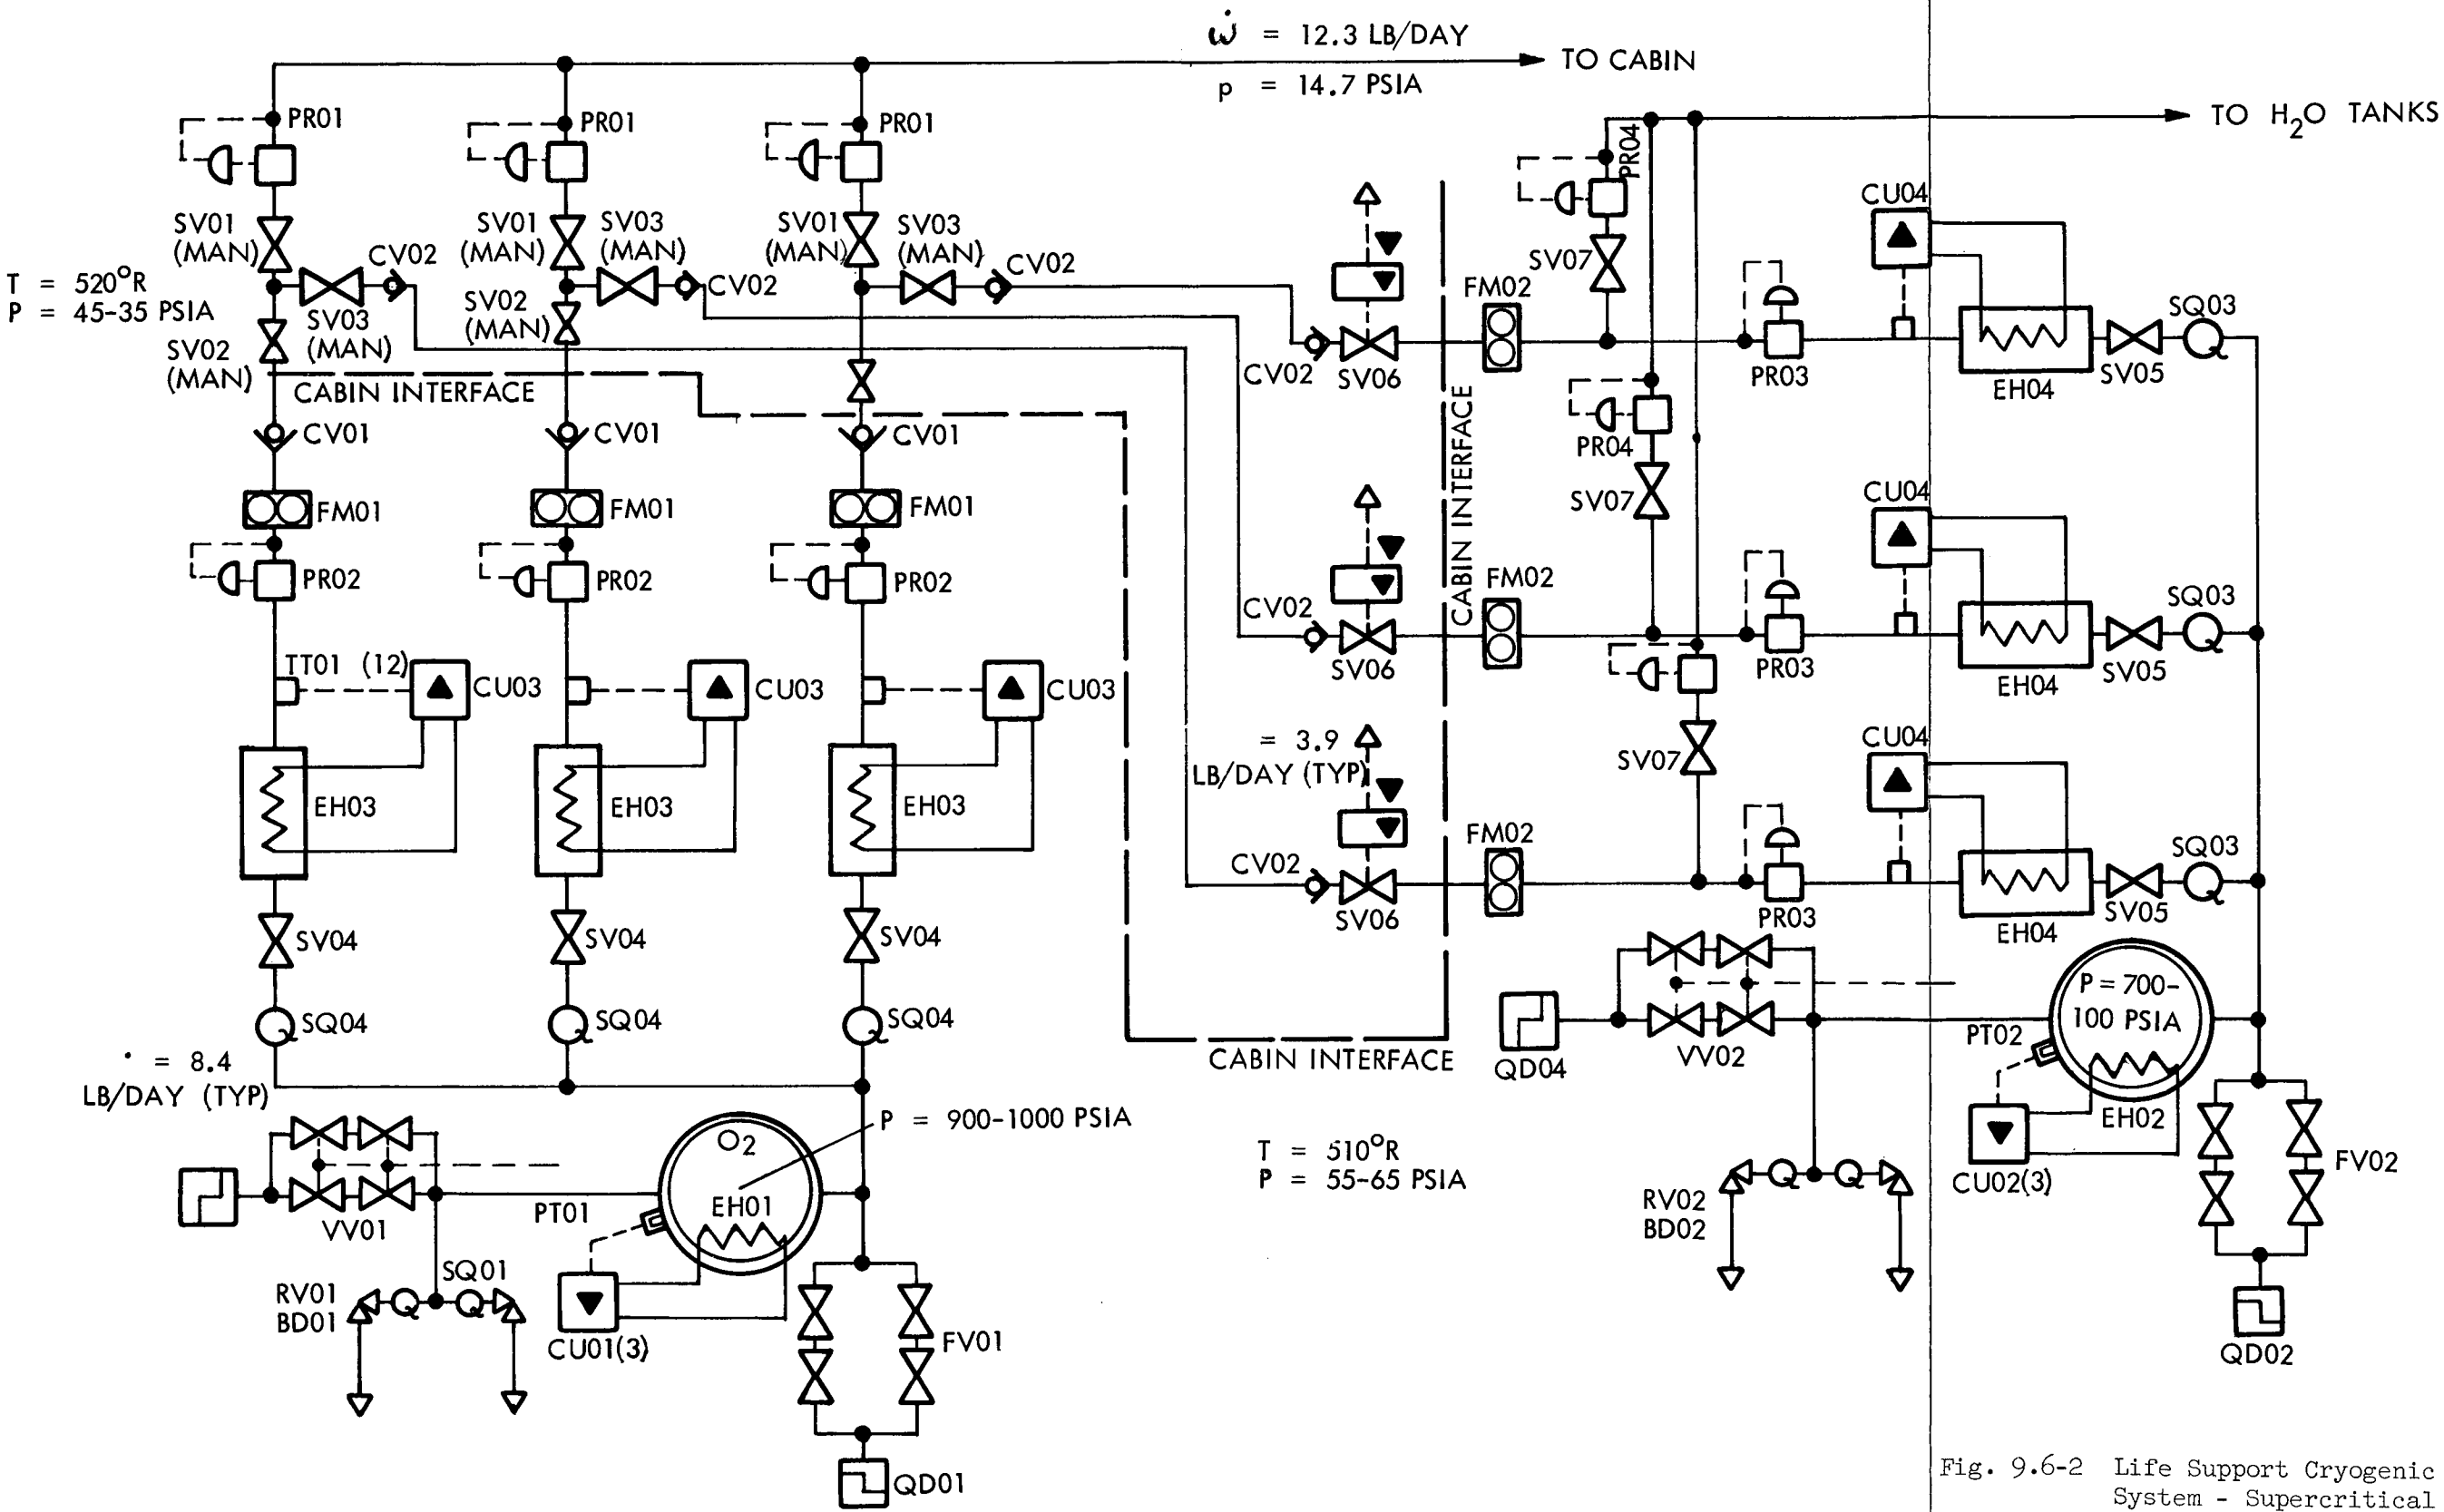 ẇ = 12.3 LB/DAY
p = 14.7 PSIA
TO CABIN
TO H2O TANKS
PR01
PR01
PR01
PR04
SV01
(MAN)
SV01
(MAN)
SV03
(MAN)
SV01
(MAN)
SV03
(MAN)
CV02
CV02
CV02
T = 520°R
P = 45-35 PSIA
SV03
(MAN)
SV02
(MAN)
SV02
(MAN)
CABIN INTERFACE
CV01
CV01
CV01
FM01
FM01
FM01
PR02
PR02
PR02
TT01 (12)
CU03
CU03
CU03
EH03
EH03
EH03
SV04
SV04
SV04
SQ04
SQ04
SQ04
= 8.4
LB/DAY (TYP)
O2
P = 900-1000 PSIA
EH01
PT01
VV01
SQ01
RV01
BD01
CU01(3)
FV01
QD01
CV02
SV06
CV02
SV06
= 3.9
LB/DAY (TYP)
CV02
SV06
CABIN INTERFACE
CABIN INTERFACE
T = 510°R
P = 55-65 PSIA
FM02
FM02
FM02
SV07
PR04
SV07
SV07
PR03
PR03
PR03
CU04
CU04
CU04
EH04
EH04
EH04
SV05
SV05
SV05
SQ03
SQ03
SQ03
QD04
VV02
PT02
P = 700-
100 PSIA
EH02
CU02(3)
RV02
BD02
FV02
QD02
Fig. 9.6-2 Life Support Cryogenic
System - Supercritical